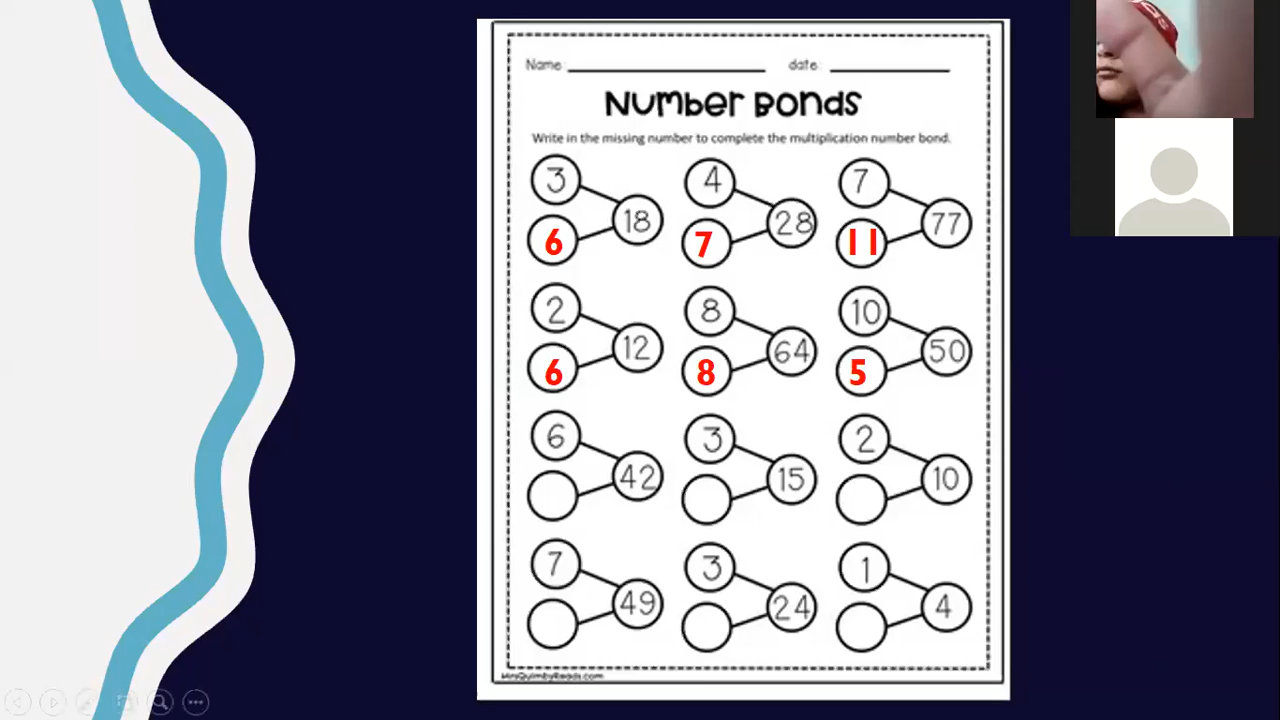 Name: date:
Number Bonds
Write in the missing number to complete the multiplication number bond.
3 4 7
18 28 77
6 7 11
2 8 10
12 64 50
6 8 5
6 3 2
42 15 10
7 3 1
49 24 4
MrsQuimbyReads.com